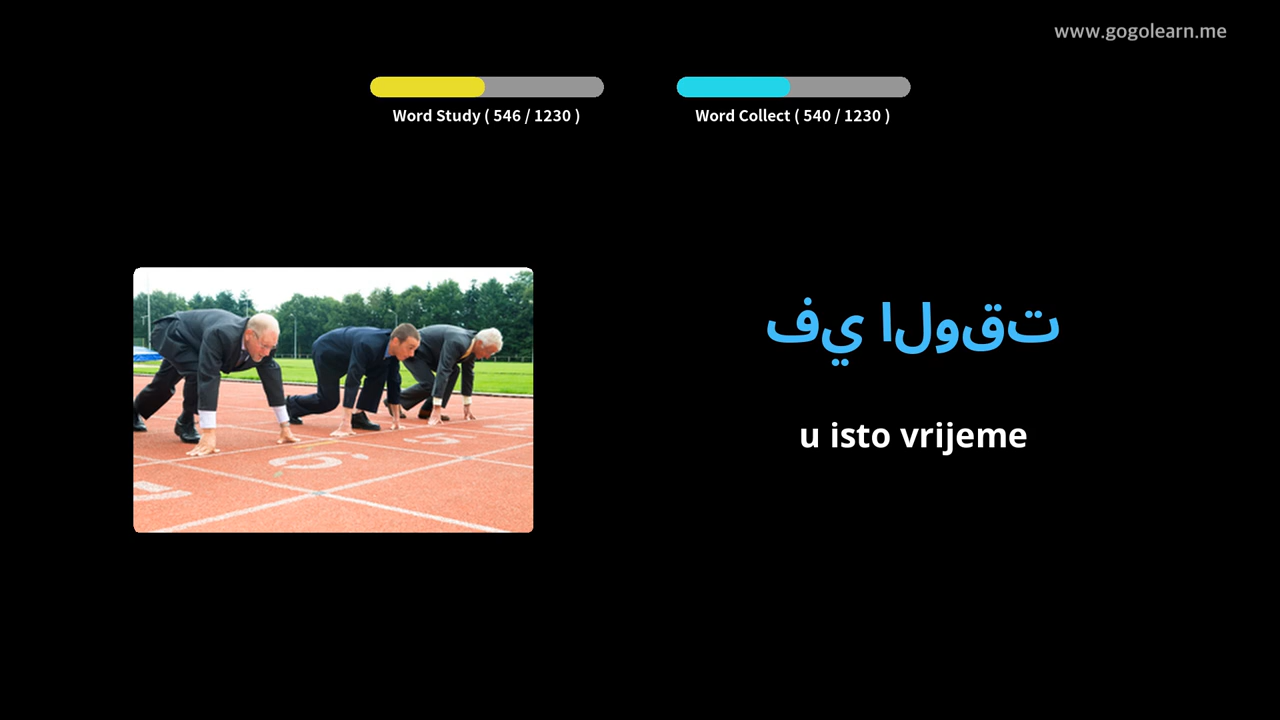 www.gogolearn.me
Word Study ( 546 / 1230 )
Word Collect ( 540 / 1230 )
في الوقت
u isto vrijeme